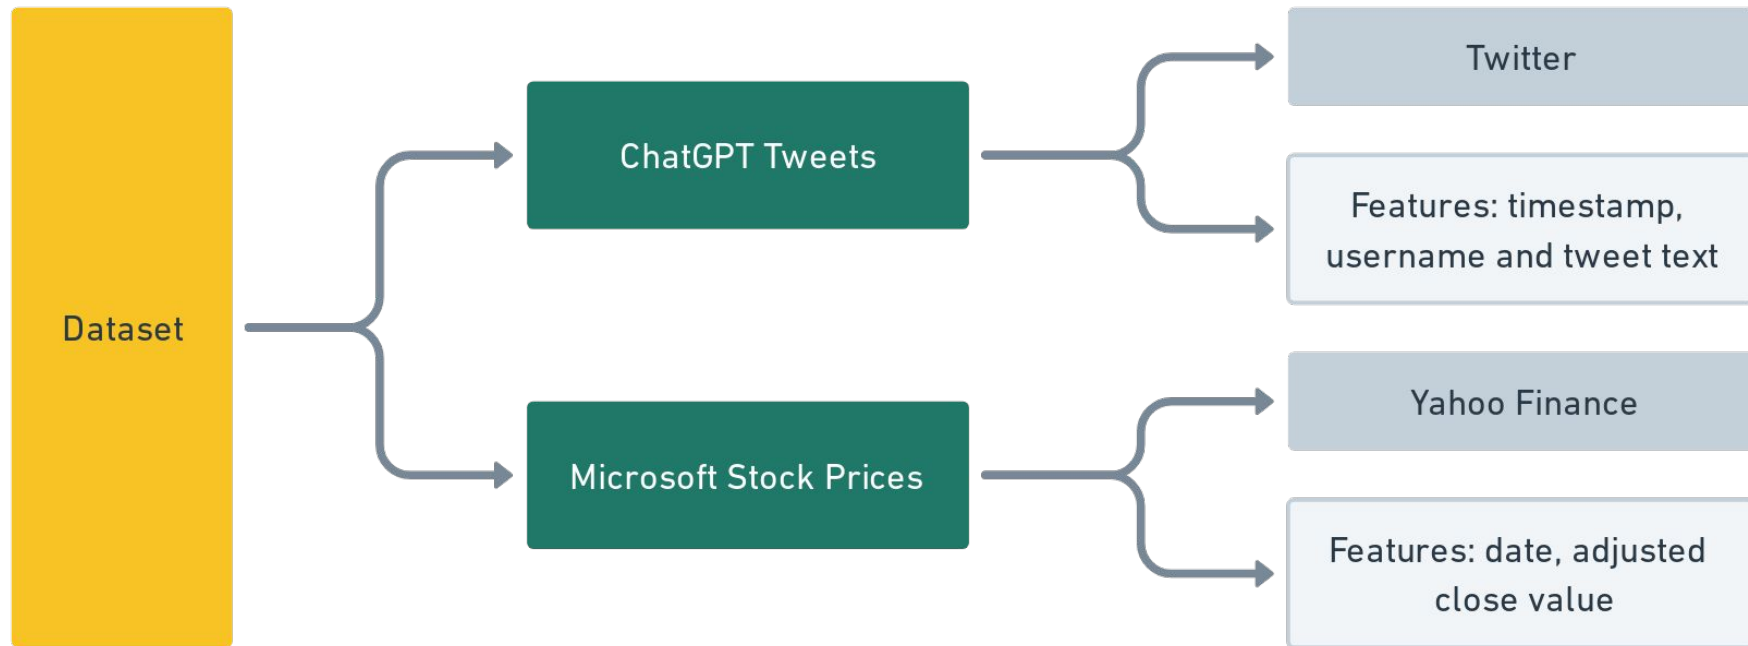 Dataset
ChatGPT Tweets
Twitter
Features: timestamp,
username and tweet text
Microsoft Stock Prices
Yahoo Finance
Features: date, adjusted
close value